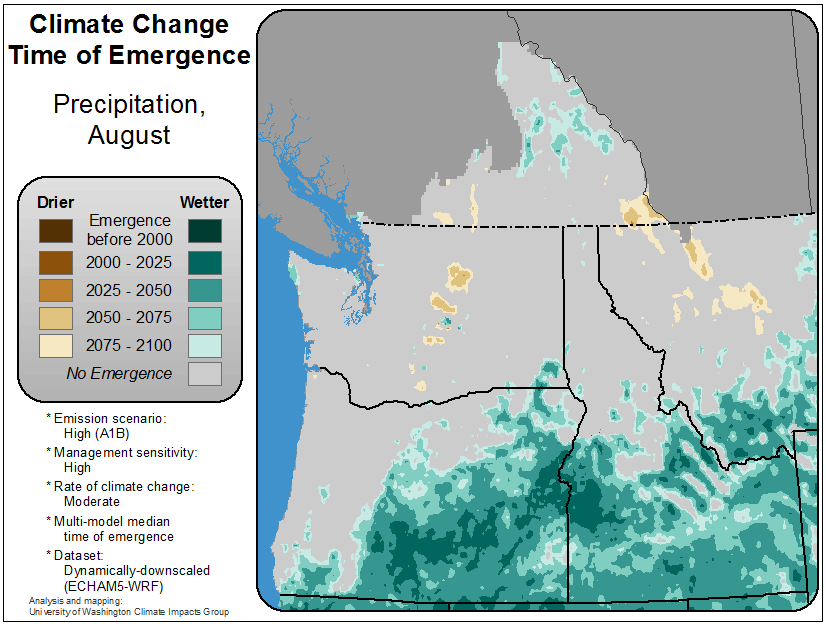 Climate Change
Time of Emergence
Precipitation,
August
Drier Wetter
Emergence
before 2000
2000 - 2025
2025 - 2050
2050 - 2075
2075 - 2100
No Emergence
* Emission scenario:
High (A1B)
* Management sensitivity:
High
* Rate of climate change:
Moderate
* Multi-model median
time of emergence
* Dataset:
Dynamically-downscaled
(ECHAM5-WRF)
Analysis and mapping:
University of Washington Climate Impacts Group